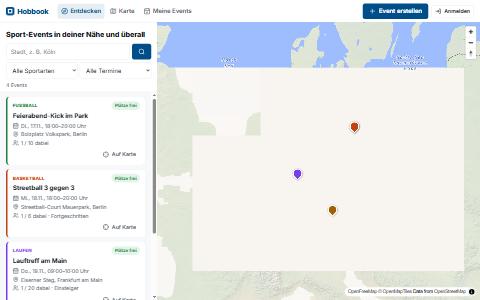 Hobbook
Entdecken
Karte
Meine Events
Event erstellen
Anmelden
Sport-Events in deiner Nähe und überall
Stadt, z. B. Köln
Alle Sportarten
Alle Termine
4 Events
FUSSBALL
Plätze frei
Feierabend-Kick im Park
Di., 17.11., 18:00–20:00 Uhr
Bolzplatz Volkspark, Berlin
1 / 10 dabei
Auf Karte
BASKETBALL
Plätze frei
Streetball 3 gegen 3
Mi., 18.11., 18:00–20:00 Uhr
Streetball-Court Mauerpark, Berlin
1 / 6 dabei · Fortgeschritten
Auf Karte
LAUFEN
Plätze frei
Lauftreff am Main
Do., 19.11., 09:00–10:00 Uhr
Eiserner Steg, Frankfurt am Main
1 / 20 dabei · Einsteiger
Auf Karte
OpenFreeMap © OpenMapTiles Data from OpenStreetMap